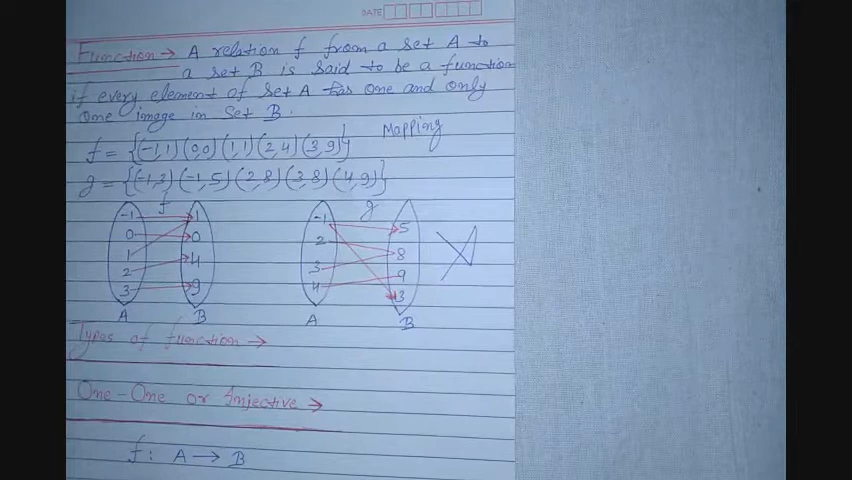 DATE
Function → A relation f from a set A to
a set B is said to be a function
if every element of set A has one and only
one image in set B.
f = {(-1,1) (0,0) (1,1) (2,4) (3,9)} Mapping
g = {(-1,3) (-1,5) (2,8) (3,8) (4,9)}
f g
-1 1 -1 5
0 0 2 8
1 4 3 9
2 9 4 3
3
A B A B
Types of function →
One-One or Injective →
f: A → B